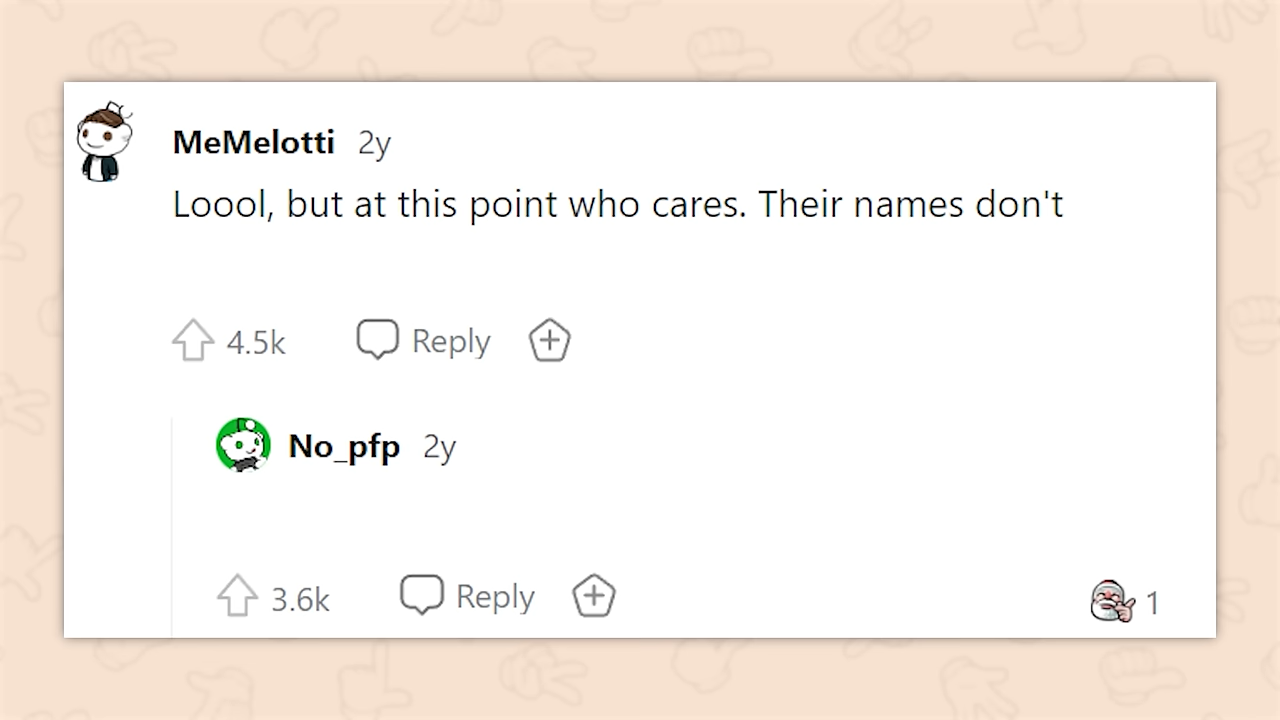 MeMelotti 2y
Loool, but at this point who cares. Their names don't
4.5k Reply
No_pfp 2y
3.6k Reply 1